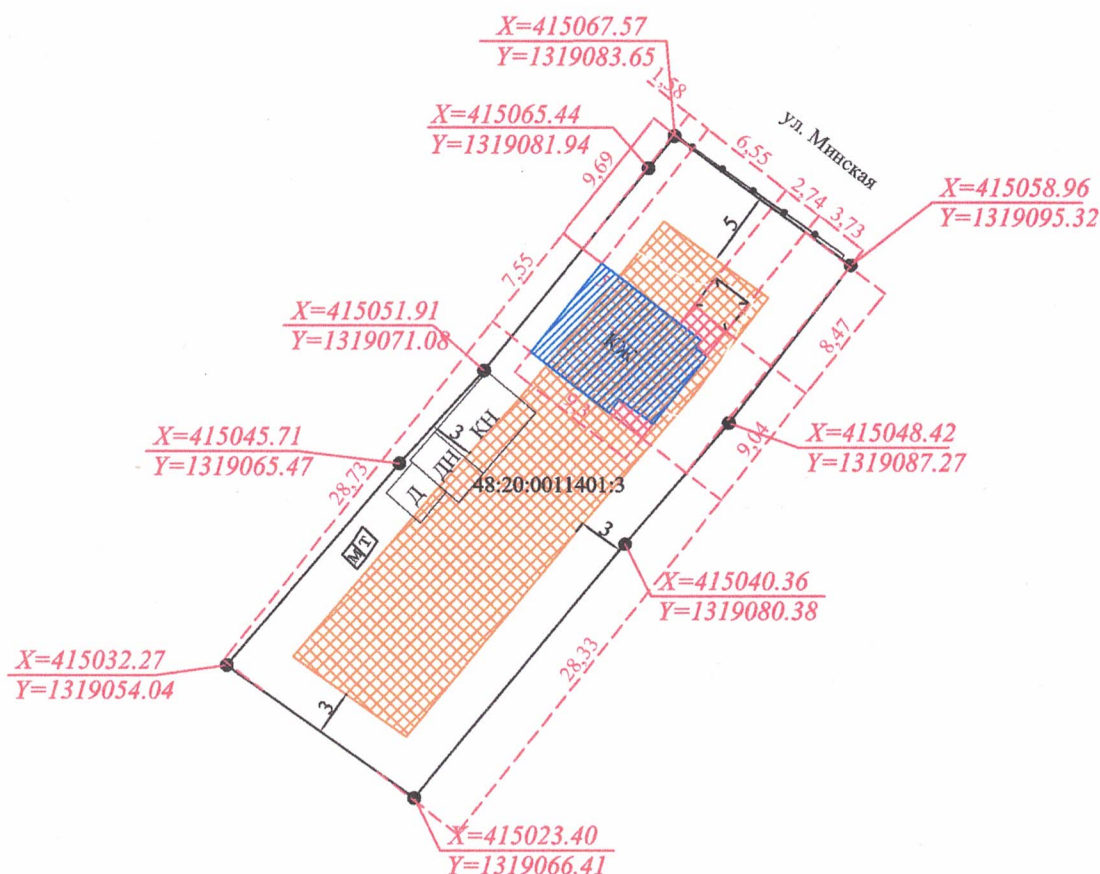 X=415067.57
Y=1319083.65
1,58
ул. Минская
X=415065.44
Y=1319081.94
6,55
9,69
2,74
3,73
X=415058.96
Y=1319095.32
5
7,55
X=415051.91
Y=1319071.08
8,47
КЖ
9,3
КН
3
X=415045.71
Y=1319065.47
X=415048.42
Y=1319087.27
9,04
ДН
Д
28,73
48:20:0011401:3
3
М Т
X=415040.36
Y=1319080.38
X=415032.27
Y=1319054.04
28,33
3
X=415023.40
Y=1319066.41